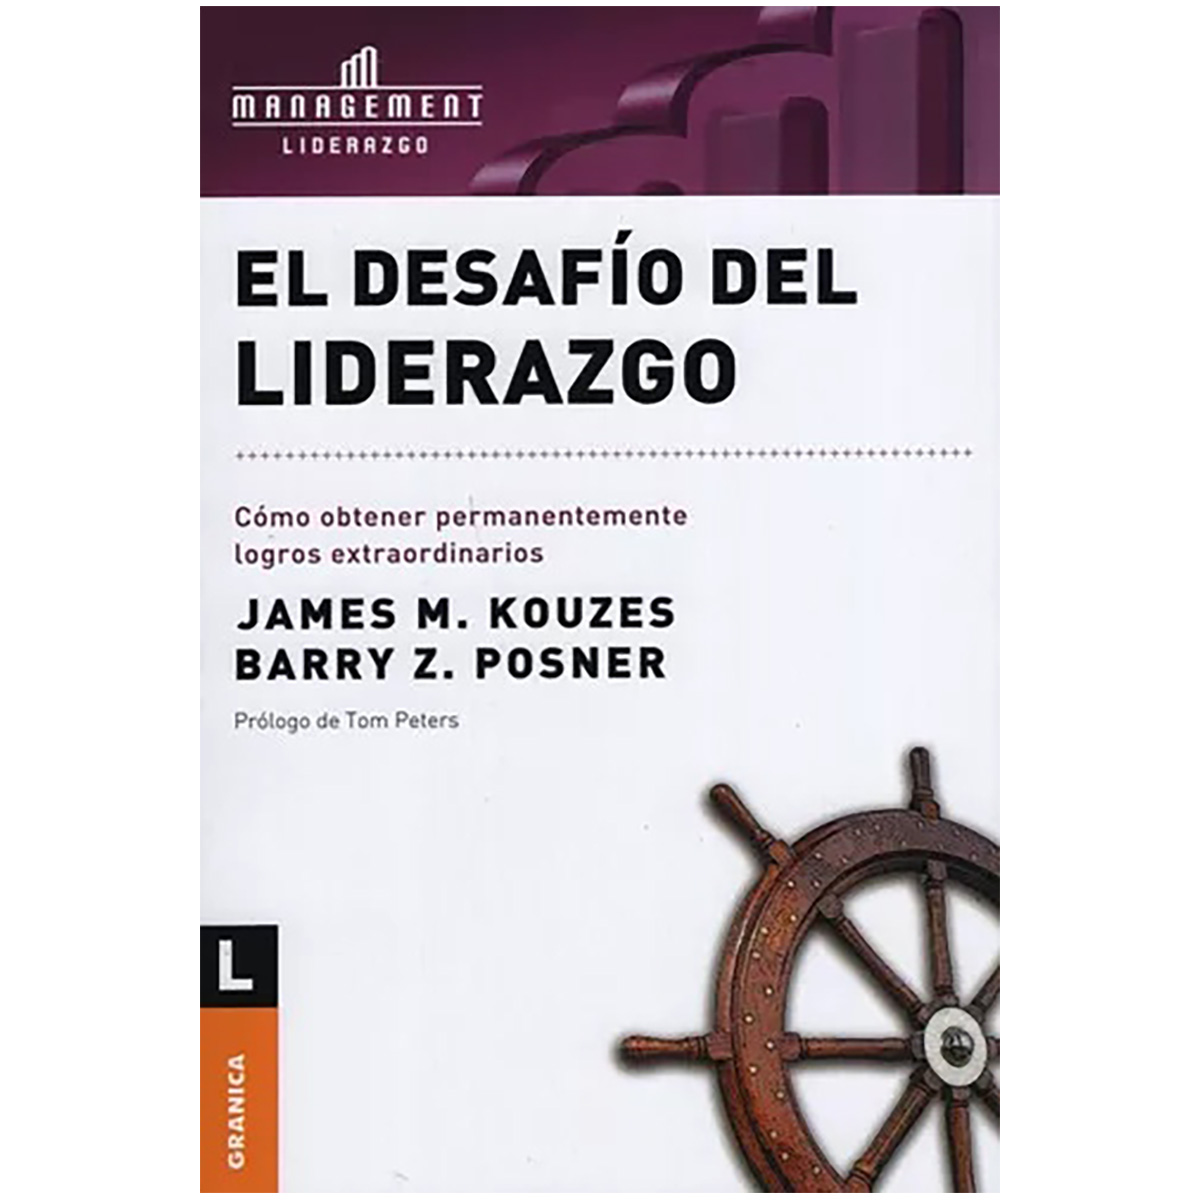 MANAGEMENT
LIDERAZGO
EL DESAFÍO DEL
LIDERAZGO
Cómo obtener permanentemente
logros extraordinarios
JAMES M. KOUZES
BARRY Z. POSNER
Prólogo de Tom Peters
L
GRANICA